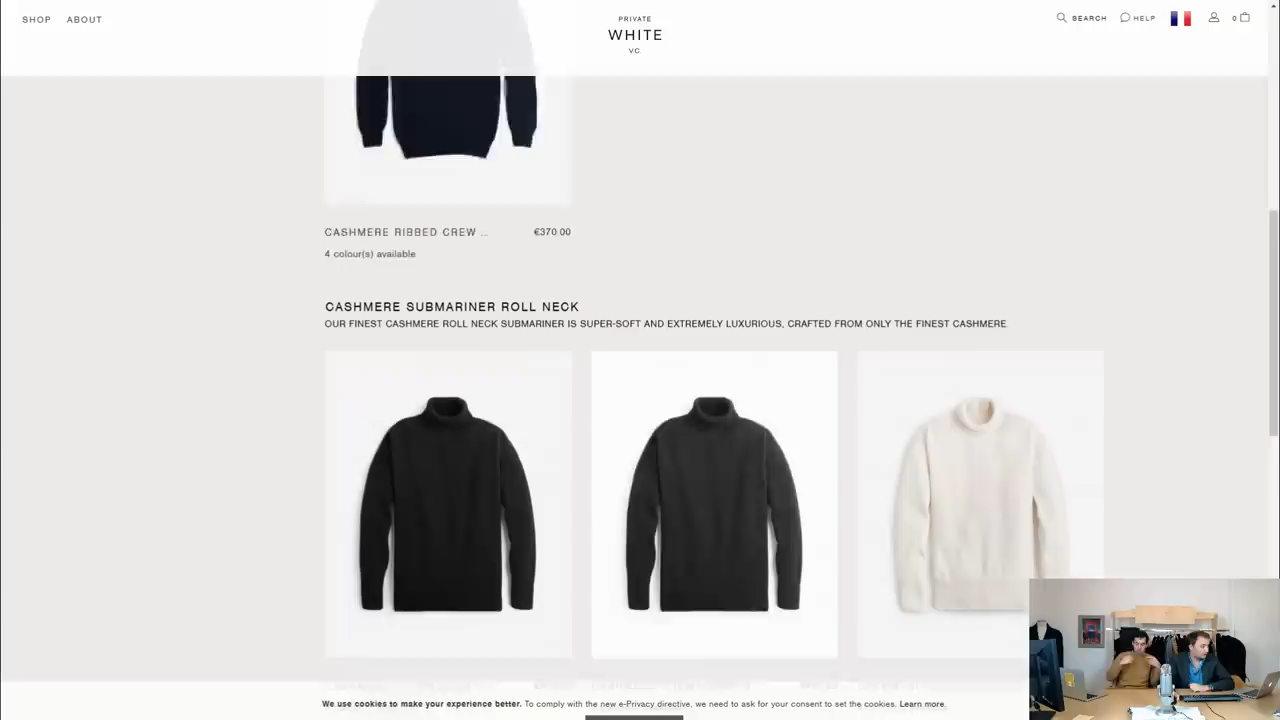 SHOP ABOUT
PRIVATE
WHITE
VC.
SEARCH HELP 0
CASHMERE RIBBED CREW ... €370.00
4 colour(s) available
CASHMERE SUBMARINER ROLL NECK
OUR FINEST CASHMERE ROLL NECK SUBMARINER IS SUPER-SOFT AND EXTREMELY LUXURIOUS, CRAFTED FROM ONLY THE FINEST CASHMERE.
We use cookies to make your experience better. To comply with the new e-Privacy directive, we need to ask for your consent to set the cookies. Learn more.